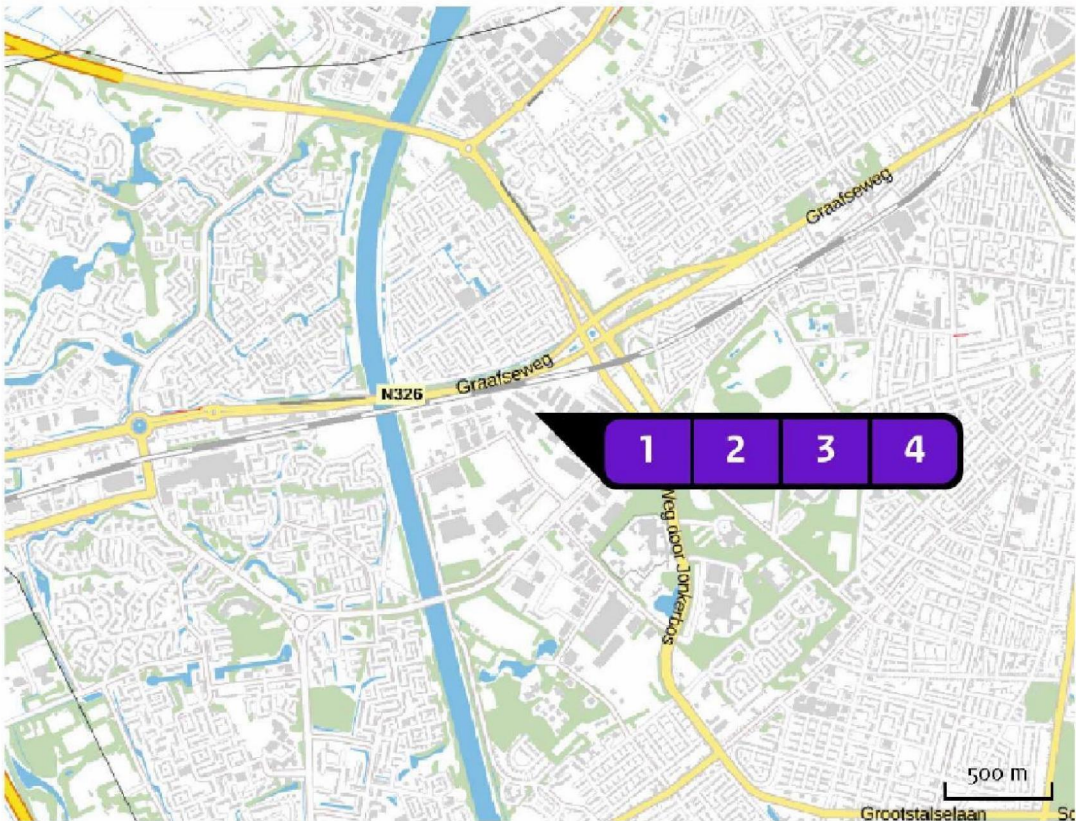 Graafseweg
Graafseweg
N326
1 2 3 4
Weg door Jonkerbos
500 m
Grootstalselaan